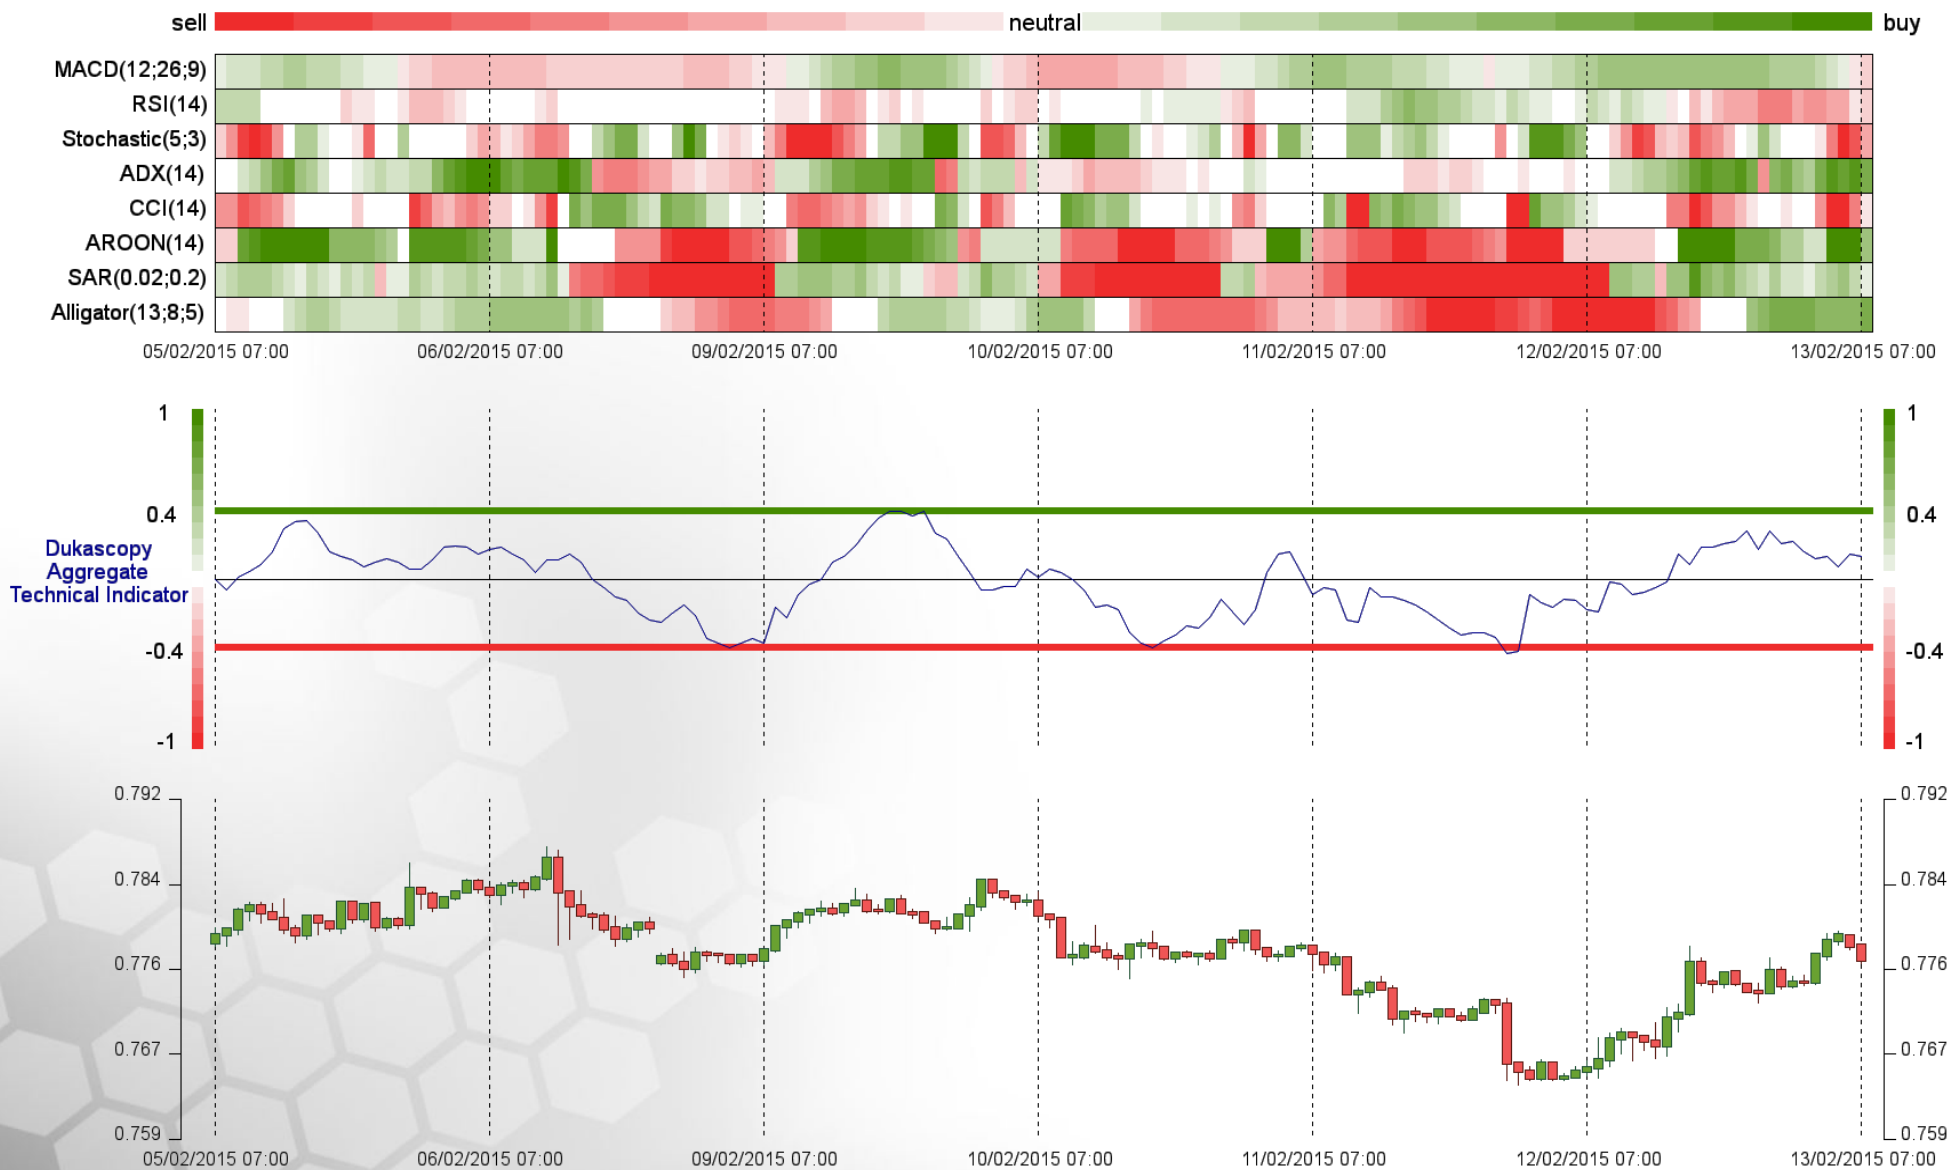 sell neutral buy
MACD(12;26;9)
RSI(14)
Stochastic(5;3)
ADX(14)
CCI(14)
AROON(14)
SAR(0.02;0.2)
Alligator(13;8;5)
05/02/2015 07:00 06/02/2015 07:00 09/02/2015 07:00 10/02/2015 07:00 11/02/2015 07:00 12/02/2015 07:00 13/02/2015 07:00
1 1
0.4 0.4
Dukascopy
Aggregate
Technical Indicator
-0.4 -0.4
-1 -1
0.792 0.792
0.784 0.784
0.776 0.776
0.767 0.767
0.759 0.759
05/02/2015 07:00 06/02/2015 07:00 09/02/2015 07:00 10/02/2015 07:00 11/02/2015 07:00 12/02/2015 07:00 13/02/2015 07:00